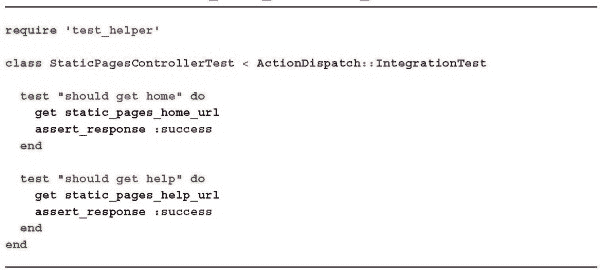 require 'test_helper'
class StaticPagesControllerTest < ActionDispatch::IntegrationTest
test "should get home" do
get static_pages_home_url
assert_response :success
end
test "should get help" do
get static_pages_help_url
assert_response :success
end
end